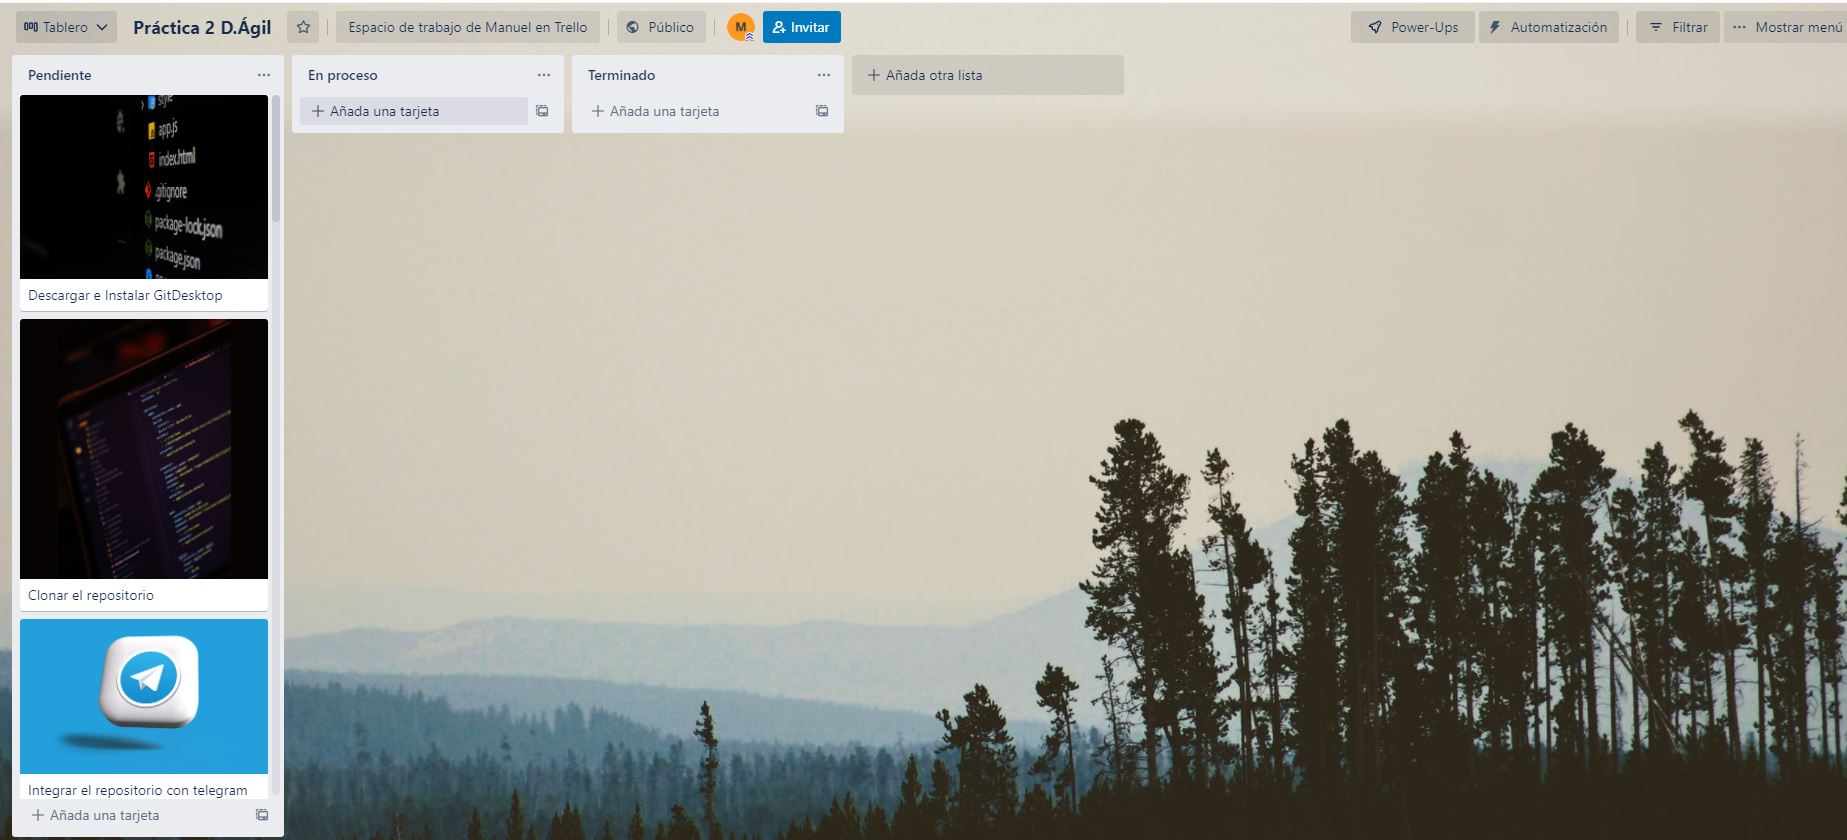 Tablero
Práctica 2 D.Ágil
Espacio de trabajo de Manuel en Trello
Público
M
Invitar
Power-Ups
Automatización
Filtrar
Mostrar menú
Pendiente
style
app.js
index.html
.gitignore
package-lock.json
package.json
Descargar e Instalar GitDesktop
Clonar el repositorio
Integrar el repositorio con telegram
Añada una tarjeta
En proceso
Añada una tarjeta
Terminado
Añada una tarjeta
Añada otra lista